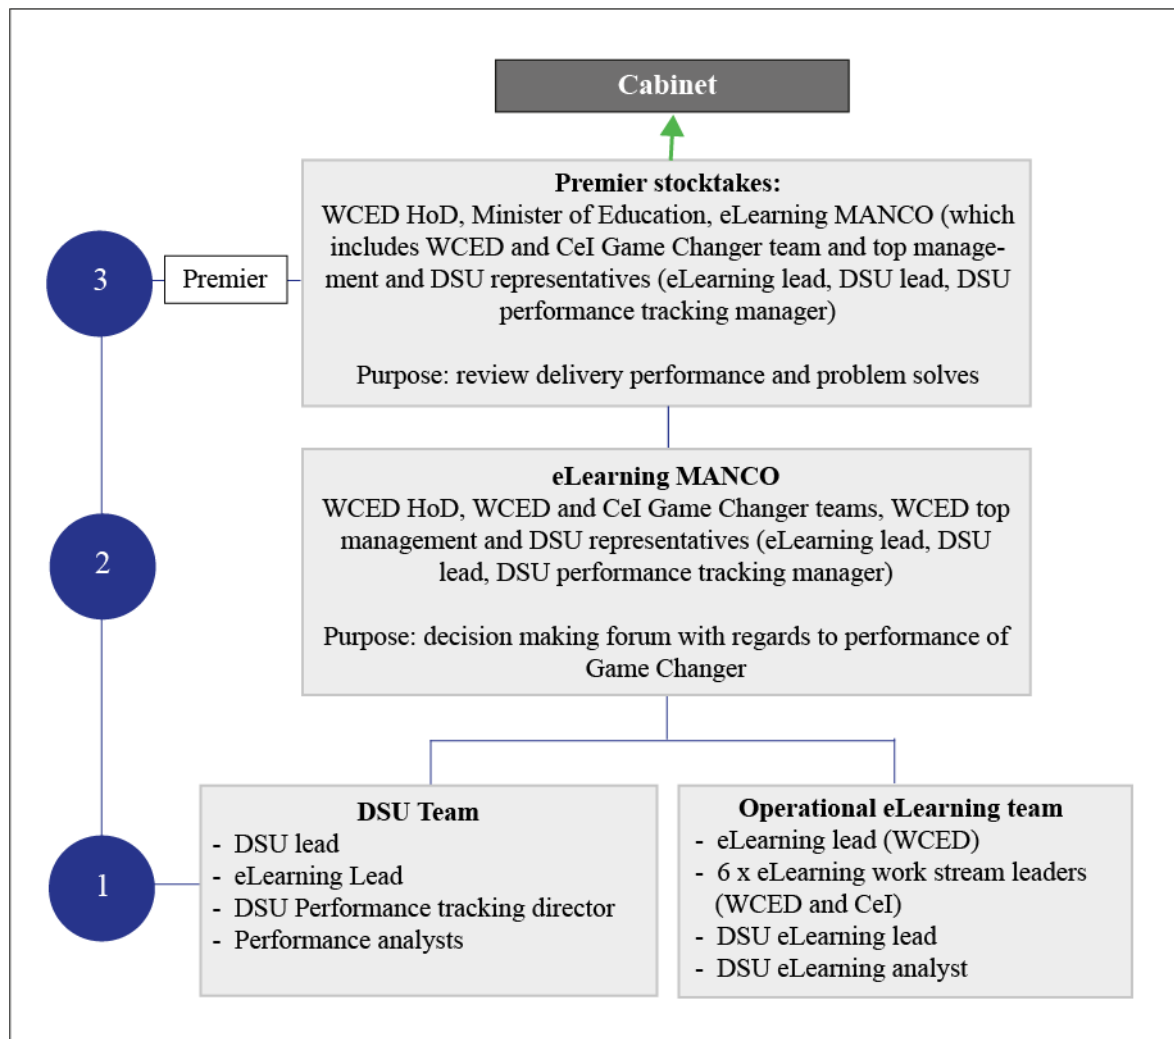 Cabinet
Premier stocktakes:
WCED HoD, Minister of Education, eLearning MANCO (which
includes WCED and CeI Game Changer team and top manage-
ment and DSU representatives (eLearning lead, DSU lead, DSU
performance tracking manager)
Purpose: review delivery performance and problem solves
3
Premier
eLearning MANCO
WCED HoD, WCED and CeI Game Changer teams, WCED top
management and DSU representatives (eLearning lead, DSU
lead, DSU performance tracking manager)
Purpose: decision making forum with regards to performance of
Game Changer
2
1
DSU Team
- DSU lead
- eLearning Lead
- DSU Performance tracking director
- Performance analysts
Operational eLearning team
- eLearning lead (WCED)
- 6 x eLearning work stream leaders
(WCED and CeI)
- DSU eLearning lead
- DSU eLearning analyst